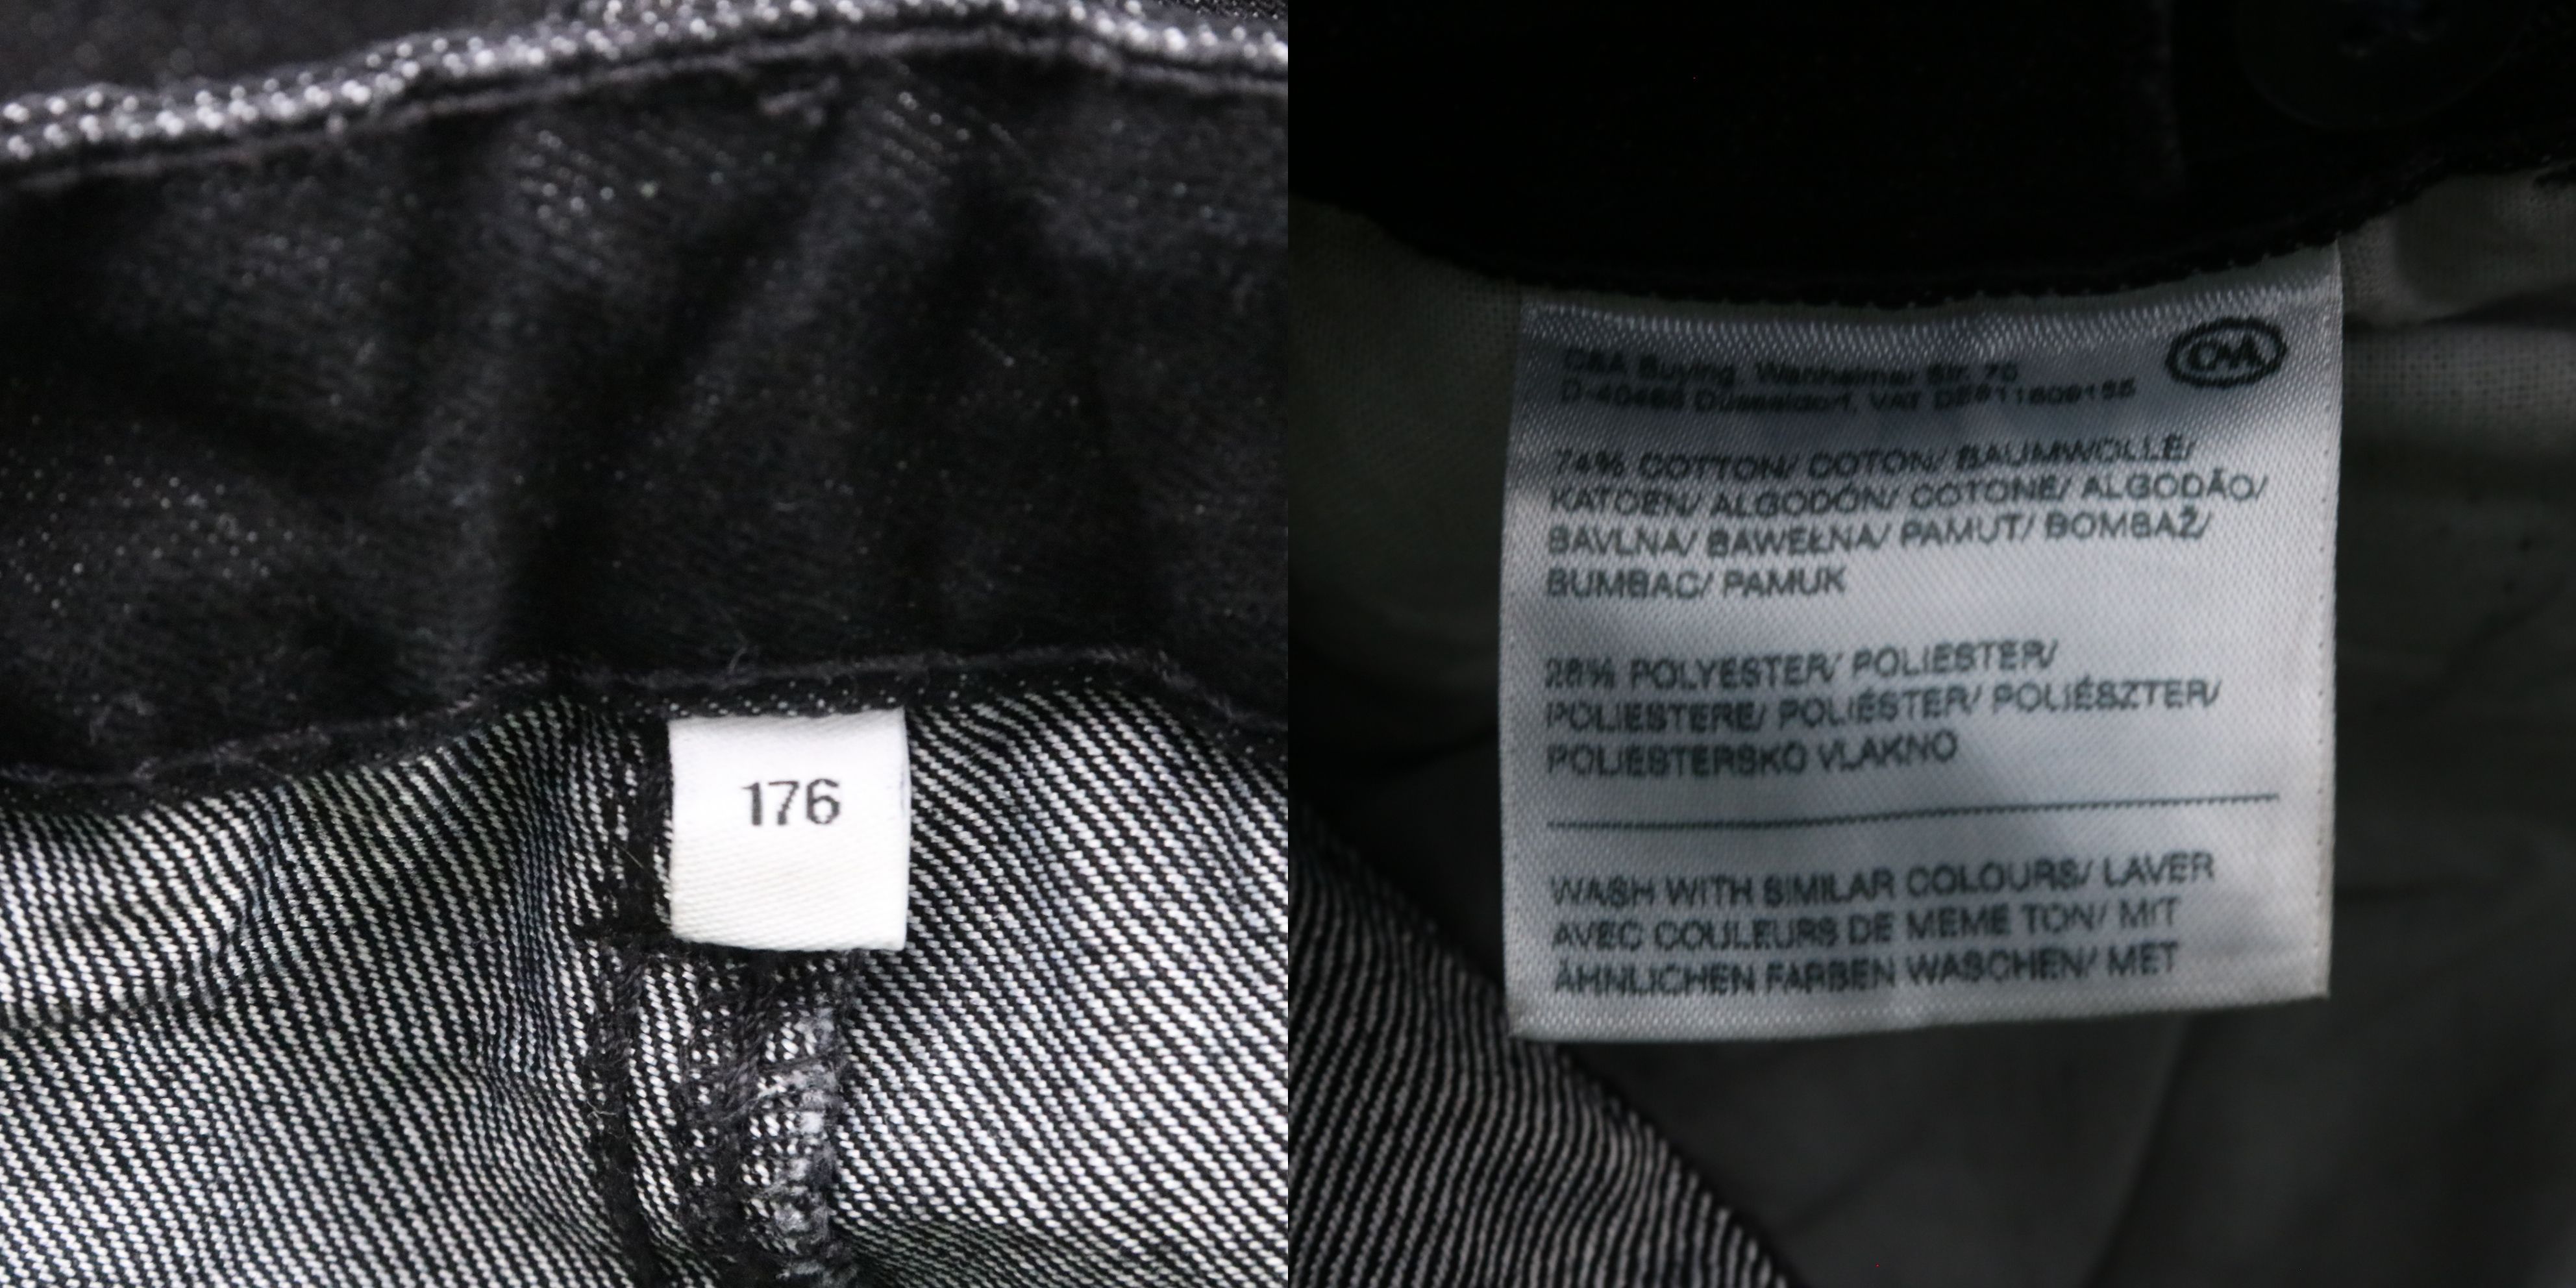 176
C&A
C&A Buying, Wanheimer Str. 70
D-40468 Düsseldorf, VAT
74% COTTON/ COTON/ BAUMWOLLE/
KATOEN/ ALGODÓN/ COTONE/ ALGODÃO/
BAVLNA/ BAWEŁNA/ PAMUT/ BOMBAŽ/
BUMBAC/ PAMUK
26% POLYESTER/ POLIESTER/
POLIESTERE/ POLIÉSTER/ POLIÉSZTER/
POLIESTERSKO VLAKNO
WASH WITH SIMILAR COLOURS/ LAVER
AVEC COULEURS DE MEME TON/ MIT
ÄHNLICHEN FARBEN WASCHEN/ MET